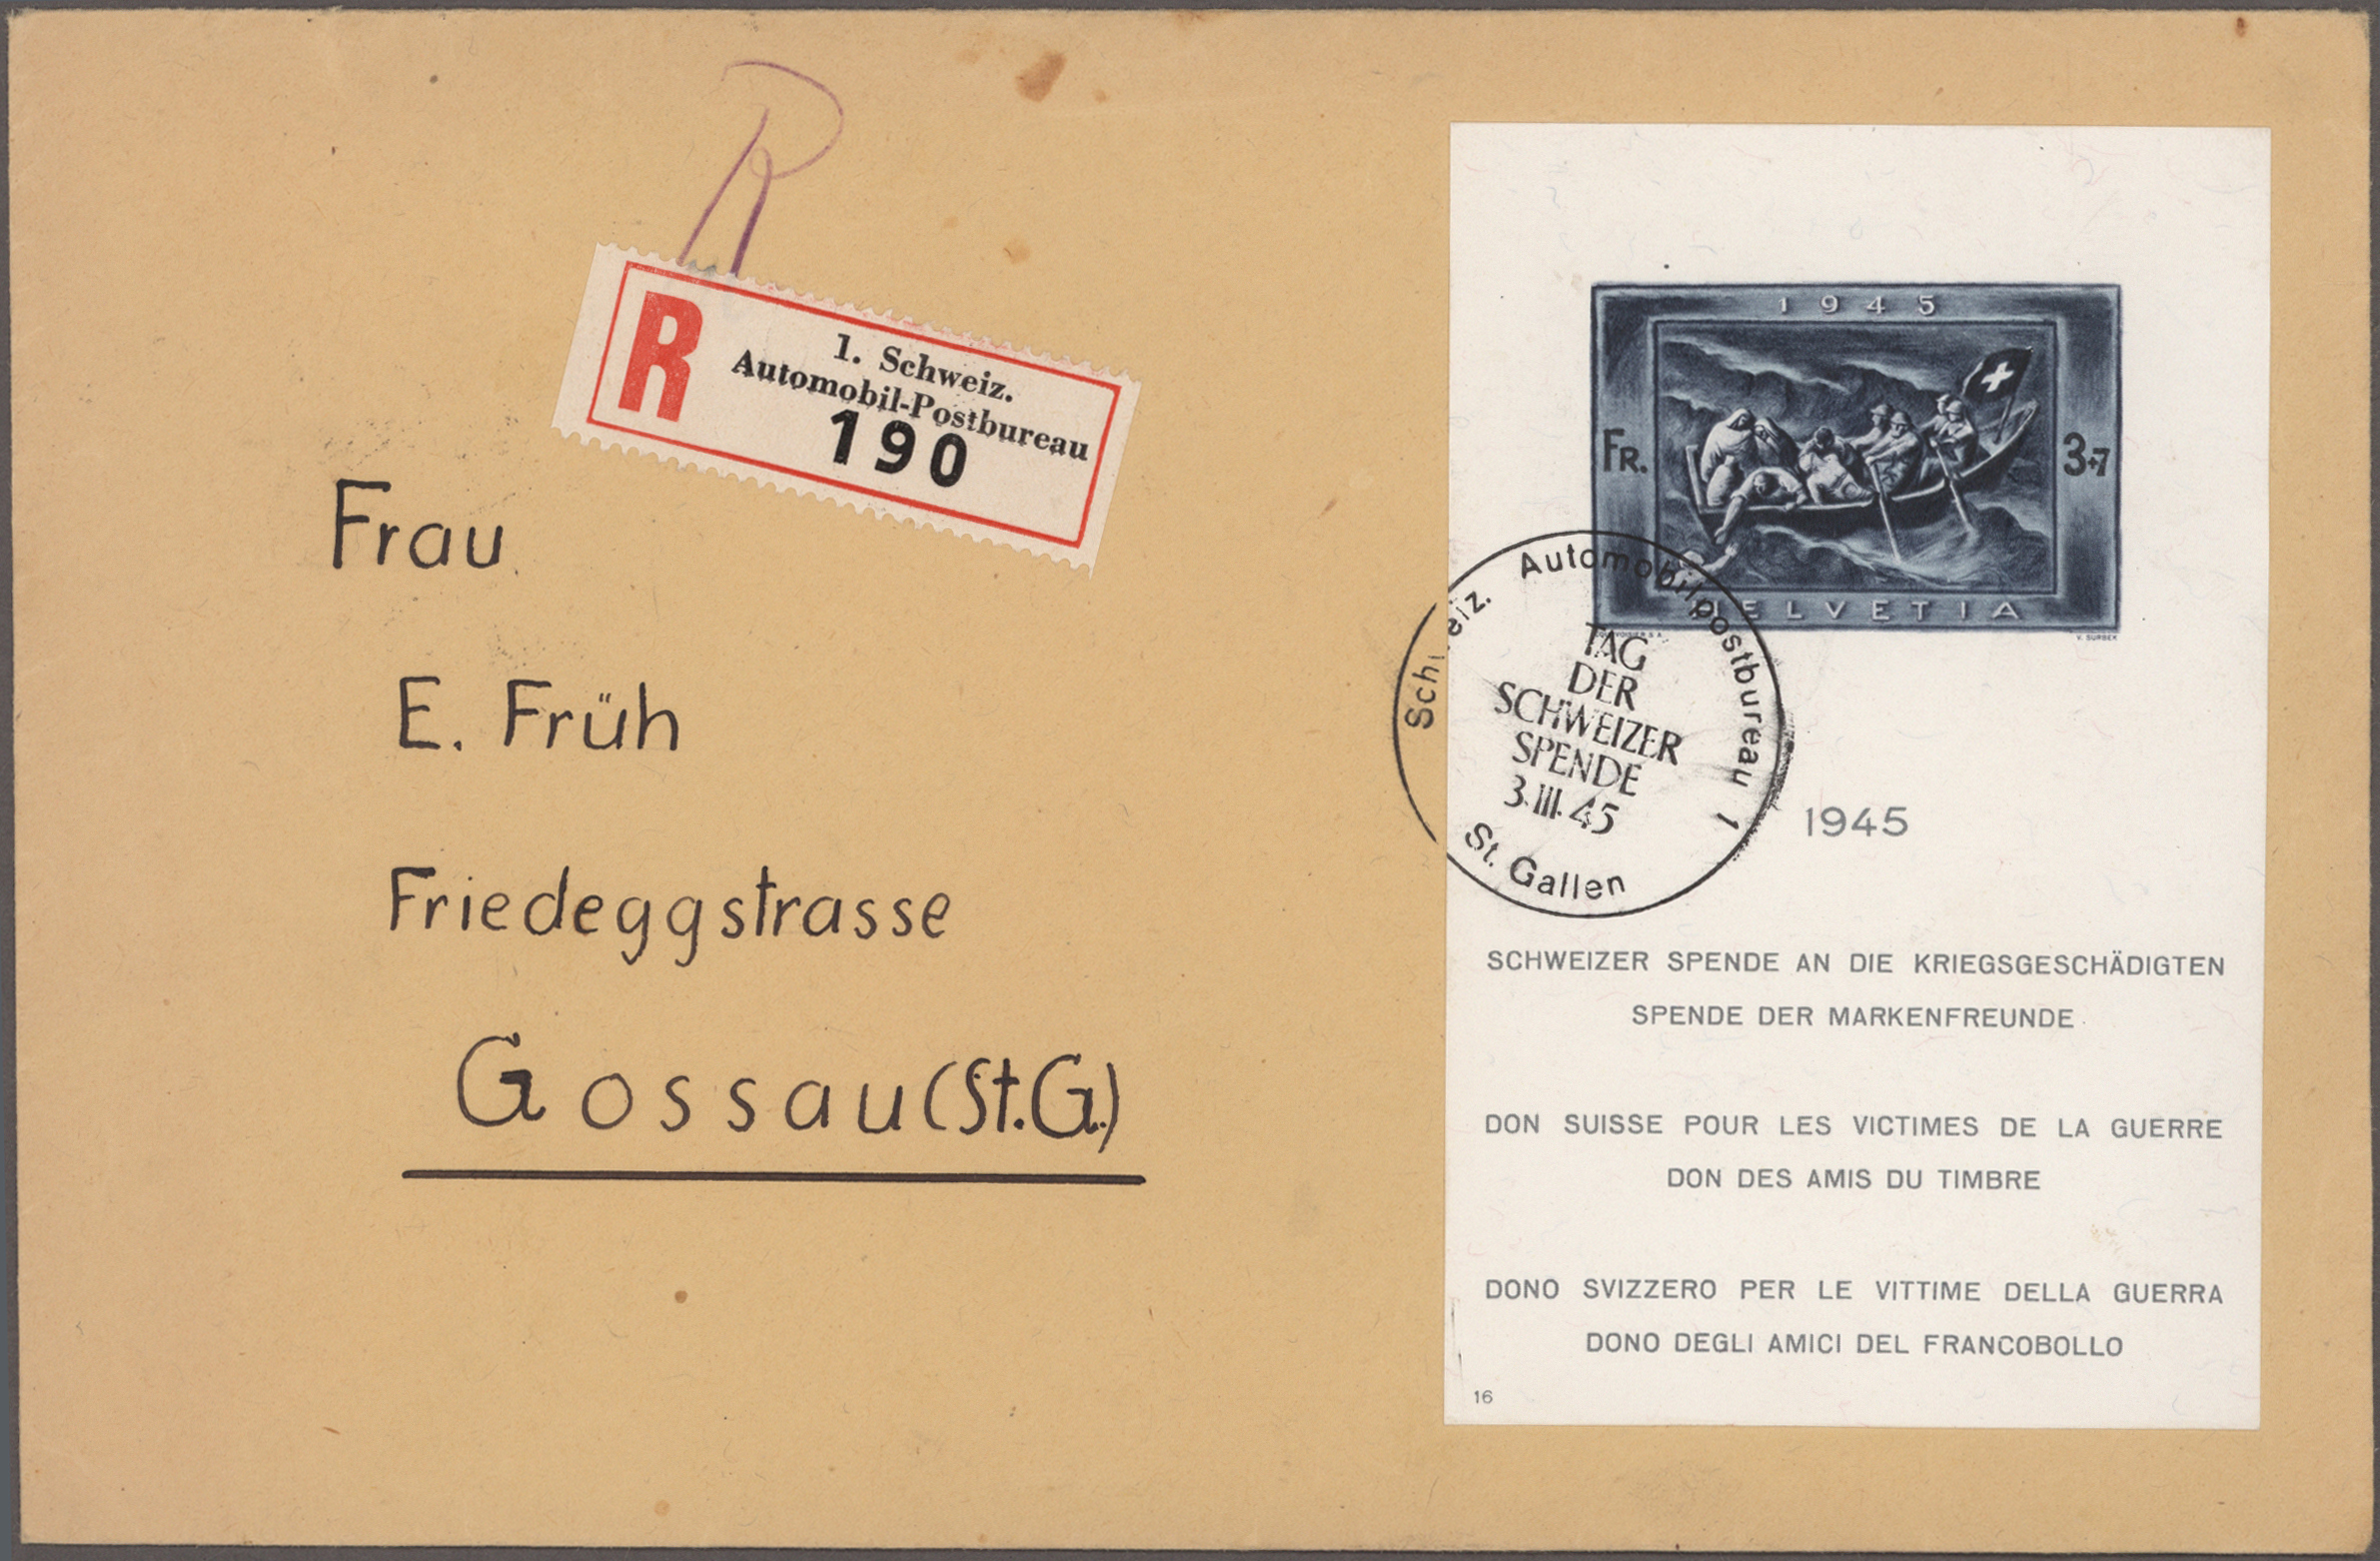 R
R
1. Schweiz.
Automobil-Postbureau
190
Frau
E. Früh
Friedeggstrasse
Gossau (St.G.)
1945
FR.
3+7
HELVETIA
COURVOISIER S.A.
V. SURBEK
Schweiz. Automobilpostbureau 1
TAG
DER
SCHWEIZER
SPENDE
3.III.45
St. Gallen
1945
SCHWEIZER SPENDE AN DIE KRIEGSGESCHÄDIGTEN
SPENDE DER MARKENFREUNDE
DON SUISSE POUR LES VICTIMES DE LA GUERRE
DON DES AMIS DU TIMBRE
DONO SVIZZERO PER LE VITTIME DELLA GUERRA
DONO DEGLI AMICI DEL FRANCOBOLLO
16